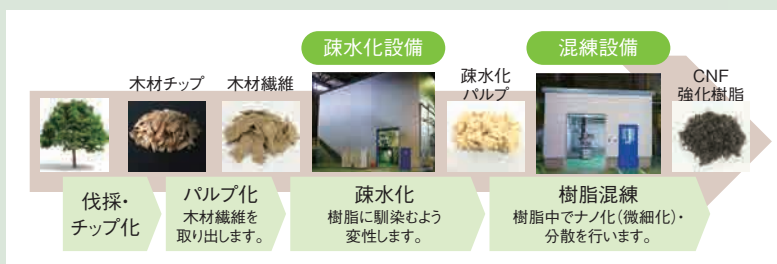 疎水化設備
混練設備
木材チップ
木材繊維
疎水化
パルプ
CNF
強化樹脂
伐採・
チップ化
パルプ化
木材繊維を
取り出します。
疎水化
樹脂に馴染むよう
変性します。
樹脂混練
樹脂中でナノ化(微細化)・
分散を行います。